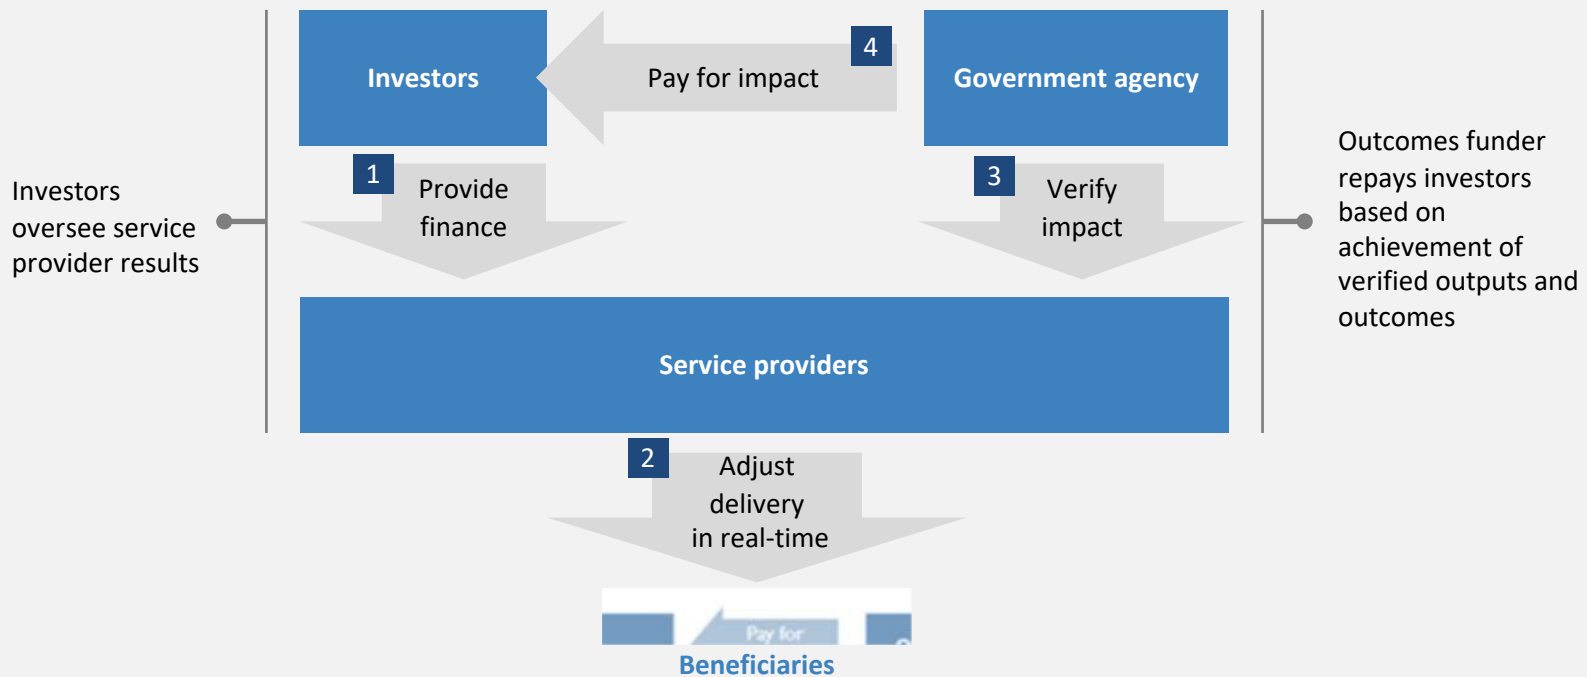 Investors
4
Pay for impact
Government agency
1
Provide
finance
3
Verify
impact
Investors
oversee service
provider results
Outcomes funder
repays investors
based on
achievement of
verified outputs and
outcomes
Service providers
2
Adjust
delivery
in real-time
Pay for
Beneficiaries